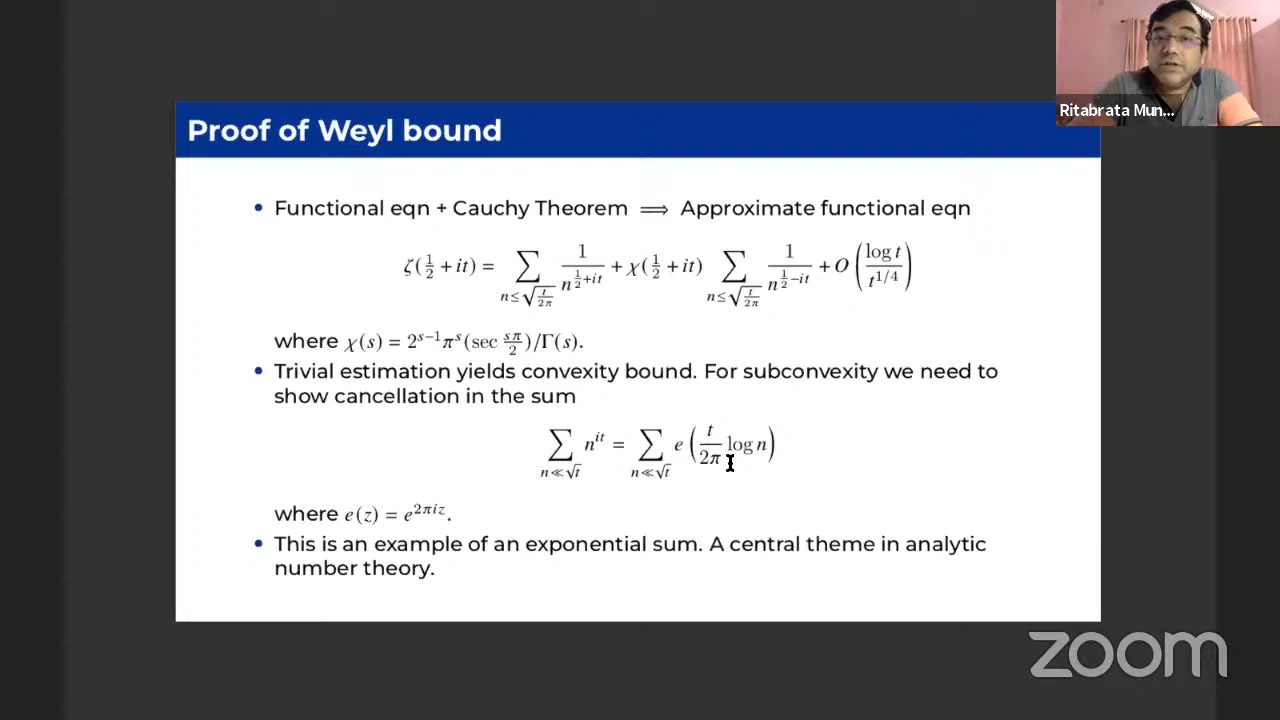 Ritabrata Mun...
Proof of Weyl bound
• Functional eqn + Cauchy Theorem ⟹ Approximate functional eqn
ζ(1/2 + it) = ∑_{n≤√(t/2π)} 1/n^{1/2+it} + χ(1/2 + it) ∑_{n≤√(t/2π)} 1/n^{1/2−it} + O(log t/t^{1/4})
where χ(s) = 2^{s−1}π^s(sec sπ/2)/Γ(s).
• Trivial estimation yields convexity bound. For subconvexity we need to
show cancellation in the sum
∑_{n≪√t} n^{it} = ∑_{n≪√t} e(t/2π log n)
where e(z) = e^{2πiz}.
• This is an example of an exponential sum. A central theme in analytic
number theory.
zoom